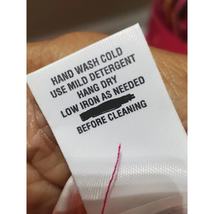 HAND WASH COLD
USE MILD DETERGENT
HANG DRY
LOW IRON AS NEEDED
BEFORE CLEANING